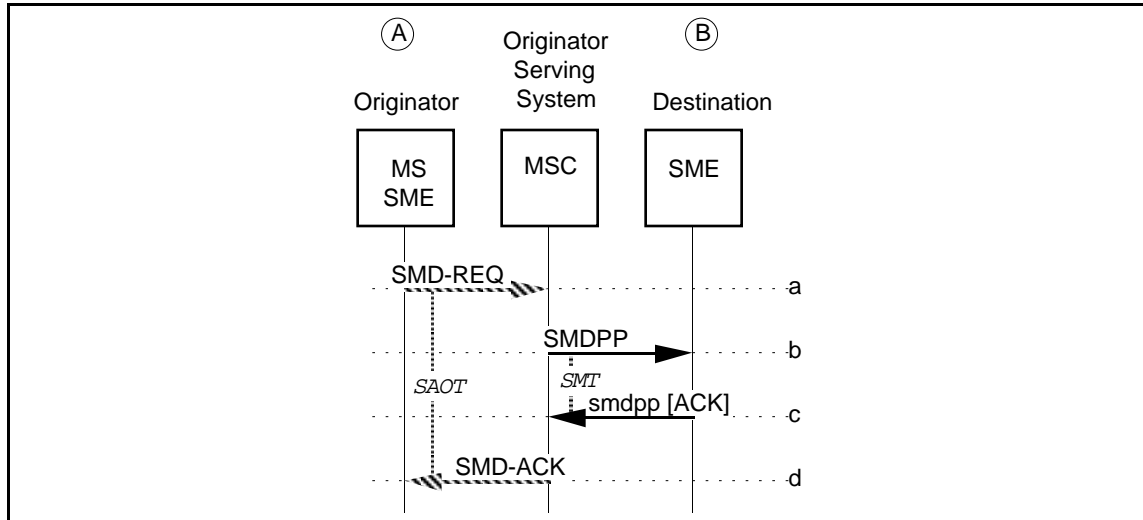 A
Originator
Serving
System
B
Originator
Destination
MS
SME
MSC
SME
SMD-REQ
a
SMDPP
b
SAOT
SMT
smdpp [ACK]
c
SMD-ACK
d